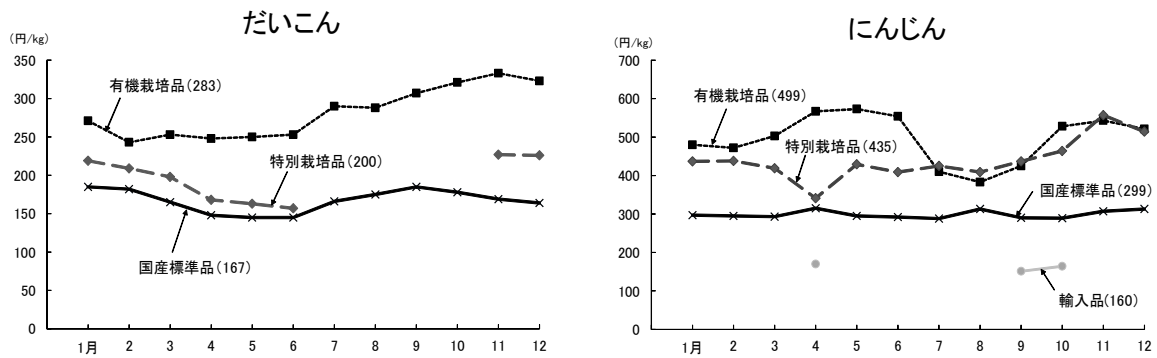 だいこん
(円/kg)
350
300
250
200
150
100
50
0
有機栽培品(283)
特別栽培品(200)
国産標準品(167)
1月 2 3 4 5 6 7 8 9 10 11 12
にんじん
(円/kg)
700
600
500
400
300
200
100
0
有機栽培品(499)
特別栽培品(435)
国産標準品(299)
輸入品(160)
1月 2 3 4 5 6 7 8 9 10 11 12